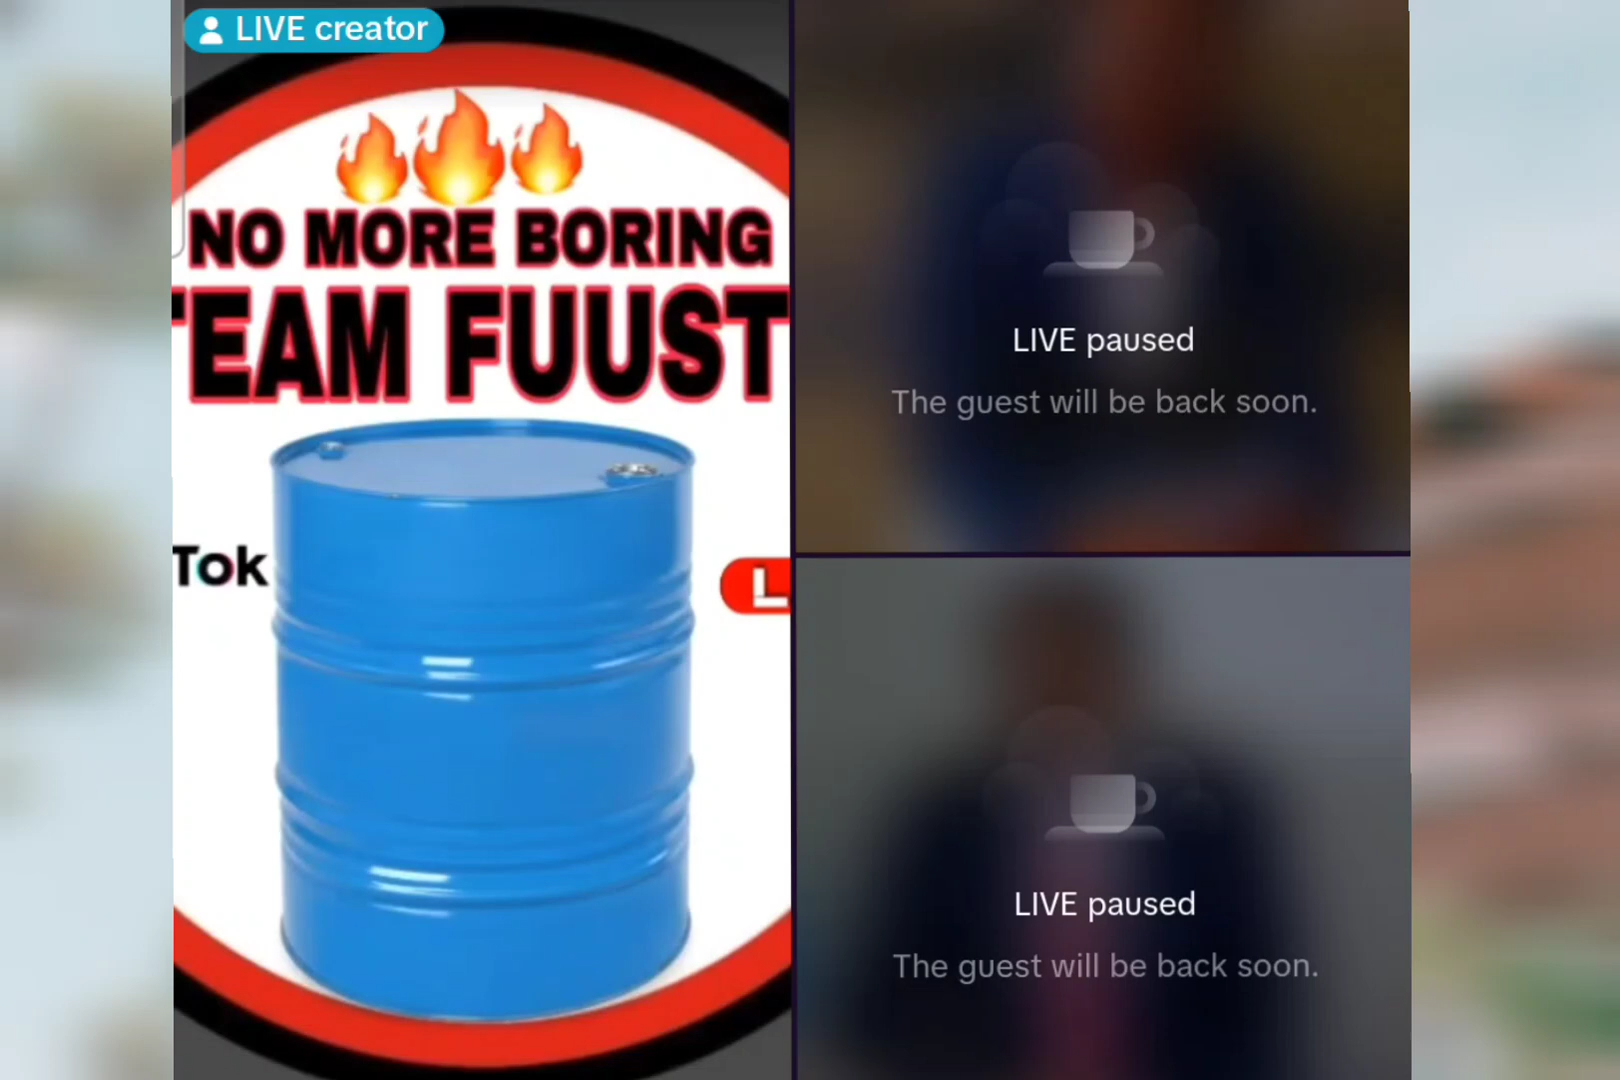 LIVE creator
NO MORE BORING
TEAM FUUST
Tok
L
LIVE paused
The guest will be back soon.
LIVE paused
The guest will be back soon.